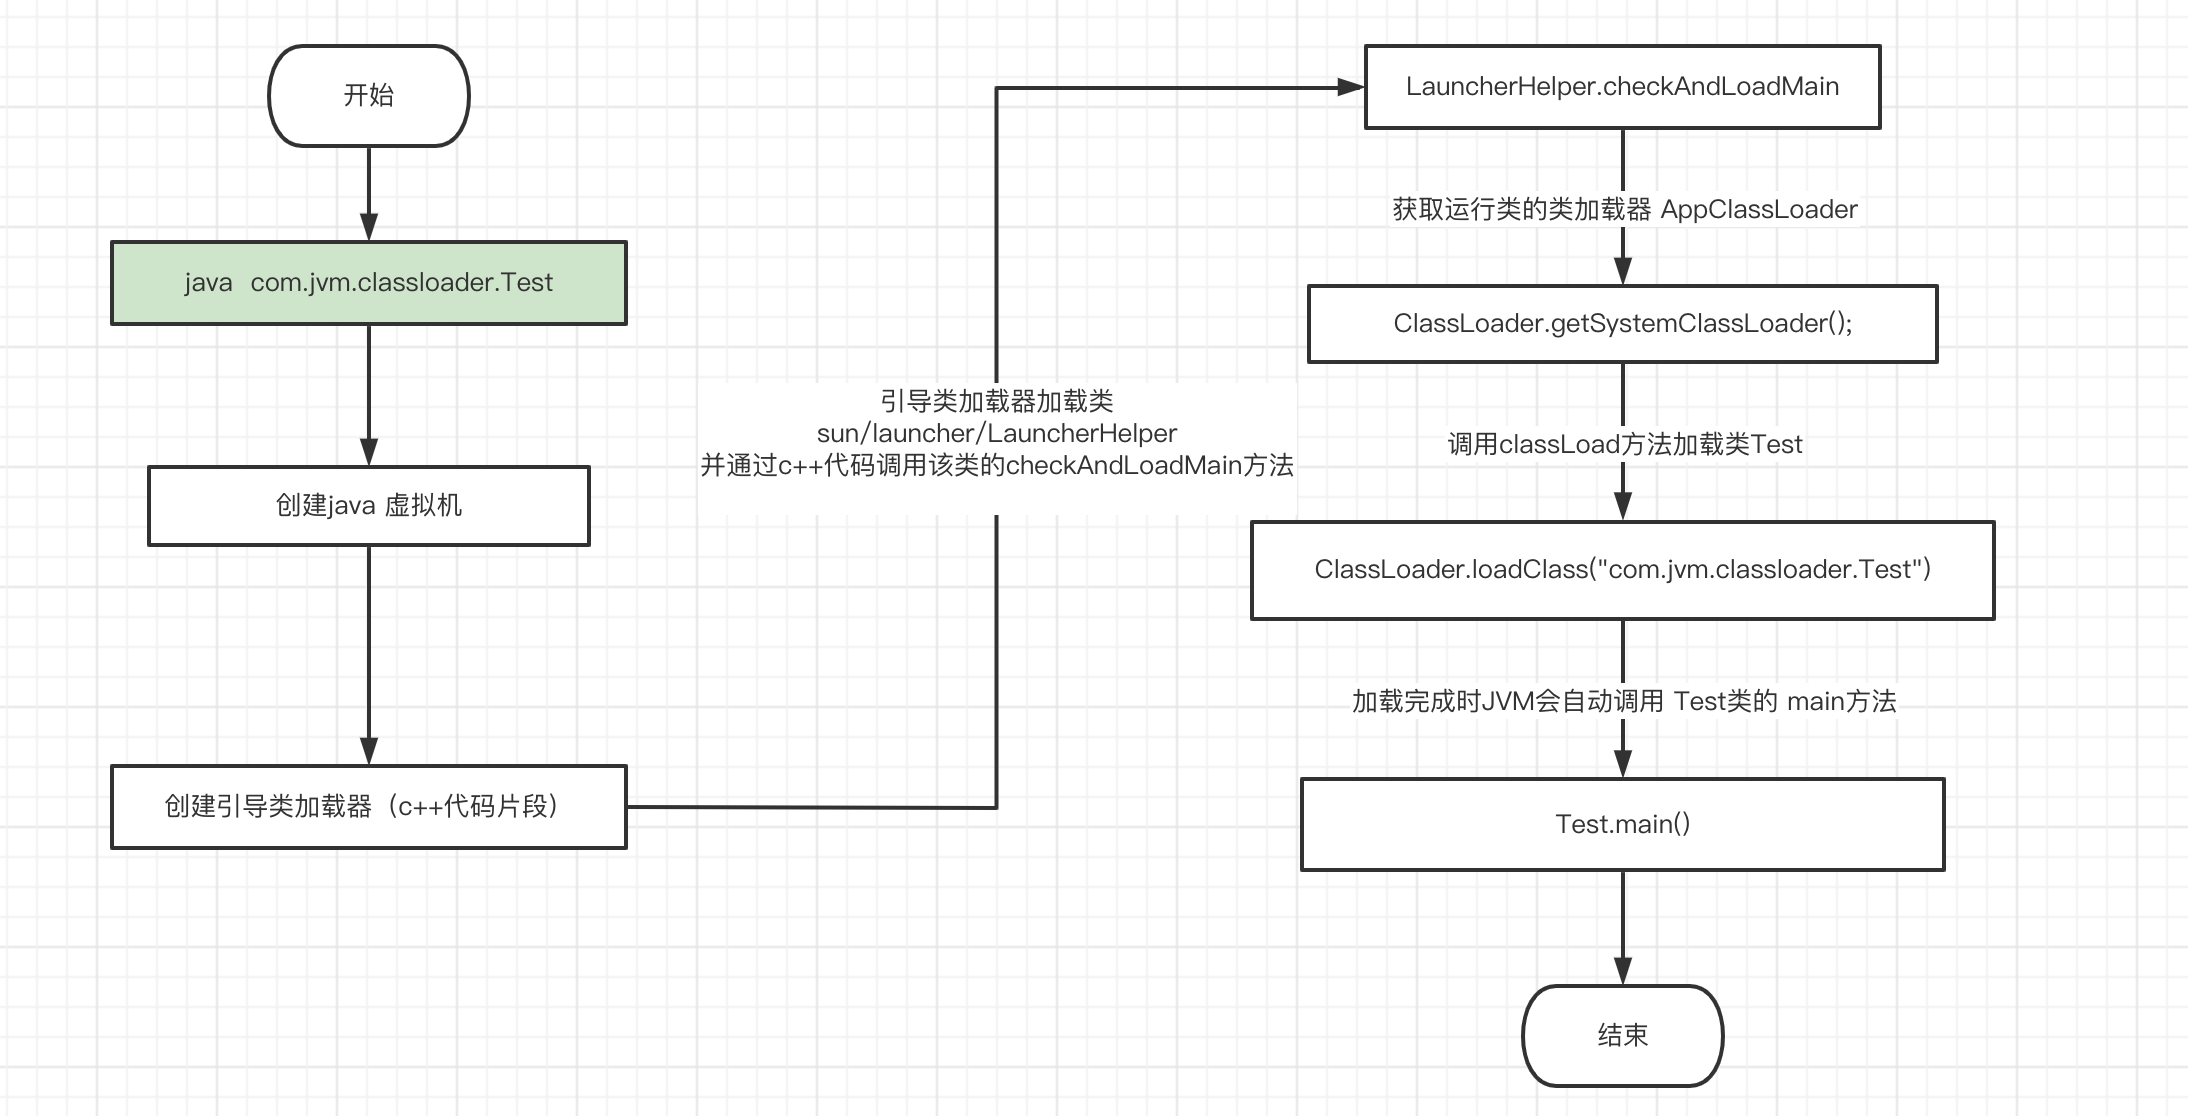 开始
java  com.jvm.classloader.Test
创建java 虚拟机
创建引导类加载器（c++代码片段）
引导类加载器加载类
sun/launcher/LauncherHelper
并通过c++代码调用该类的checkAndLoadMain方法
LauncherHelper.checkAndLoadMain
获取运行类的类加载器 AppClassLoader
ClassLoader.getSystemClassLoader();
调用classLoad方法加载类Test
ClassLoader.loadClass("com.jvm.classloader.Test")
加载完成时JVM会自动调用 Test类的 main方法
Test.main()
结束